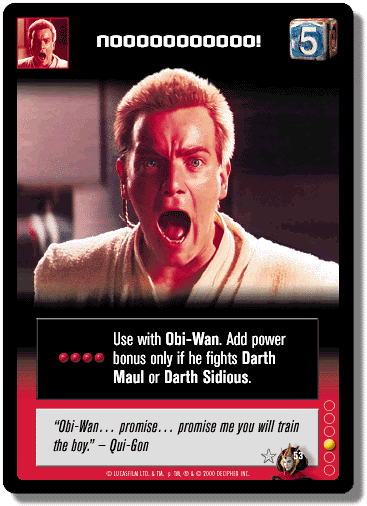 NOOOOOOOOOOO!
5
Use with Obi-Wan. Add power
bonus only if he fights Darth
Maul or Darth Sidious.
“Obi-Wan… promise… promise me you will train
the boy.” – Qui-Gon
53
© LUCASFILM LTD. & TM. ® & © 2000 DECIPHER INC.